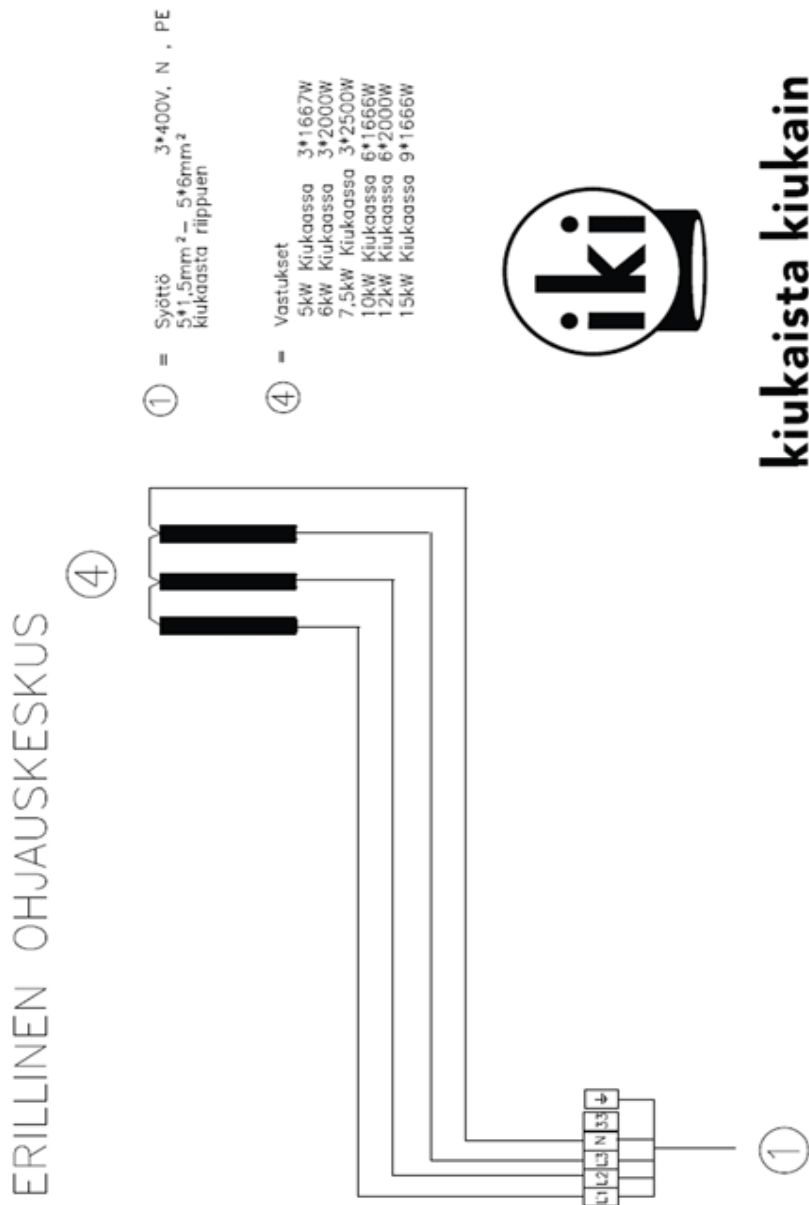 ERILLINEN OHJAUSKESKUS
4
1 = Syöttö 3*400V, N , PE
5*1,5mm² – 5*6mm²
kiukaasta riippuen
4 = Vastukset
5kW Kiukaassa 3*1667W
6kW Kiukaassa 3*2000W
7,5kW Kiukaassa 3*2500W
10kW Kiukaassa 6*1666W
12kW Kiukaassa 6*2000W
15kW Kiukaassa 9*1666W
L1 L2 L3 N 33
1
iki
kiukaista kiukain